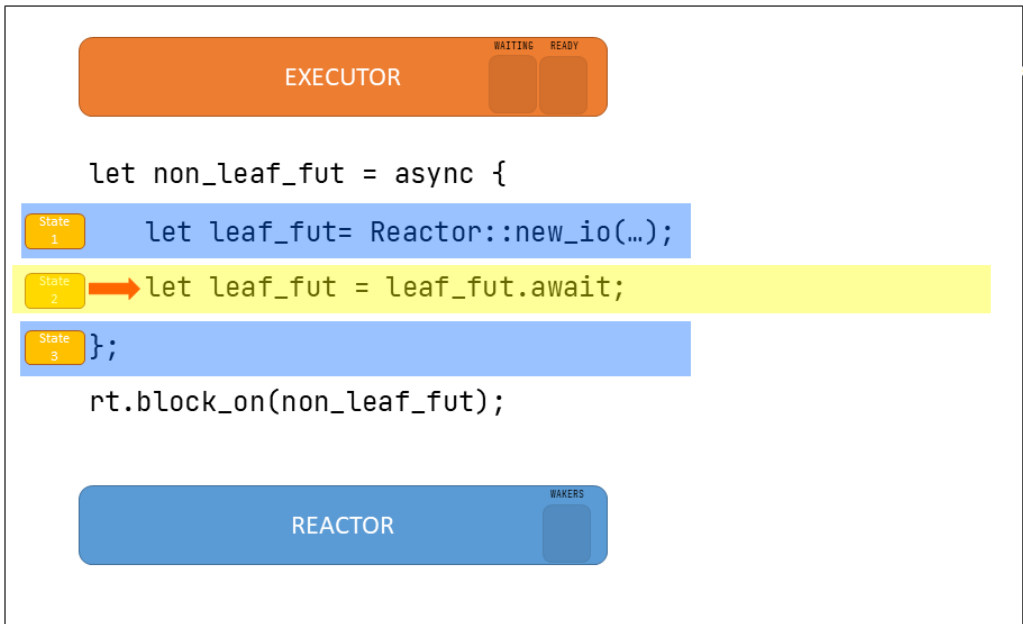 WAITING READY
EXECUTOR
let non_leaf_fut = async {
State 1
let leaf_fut= Reactor::new_io(…);
State 2
let leaf_fut = leaf_fut.await;
State 3
};
rt.block_on(non_leaf_fut);
WAKERS
REACTOR